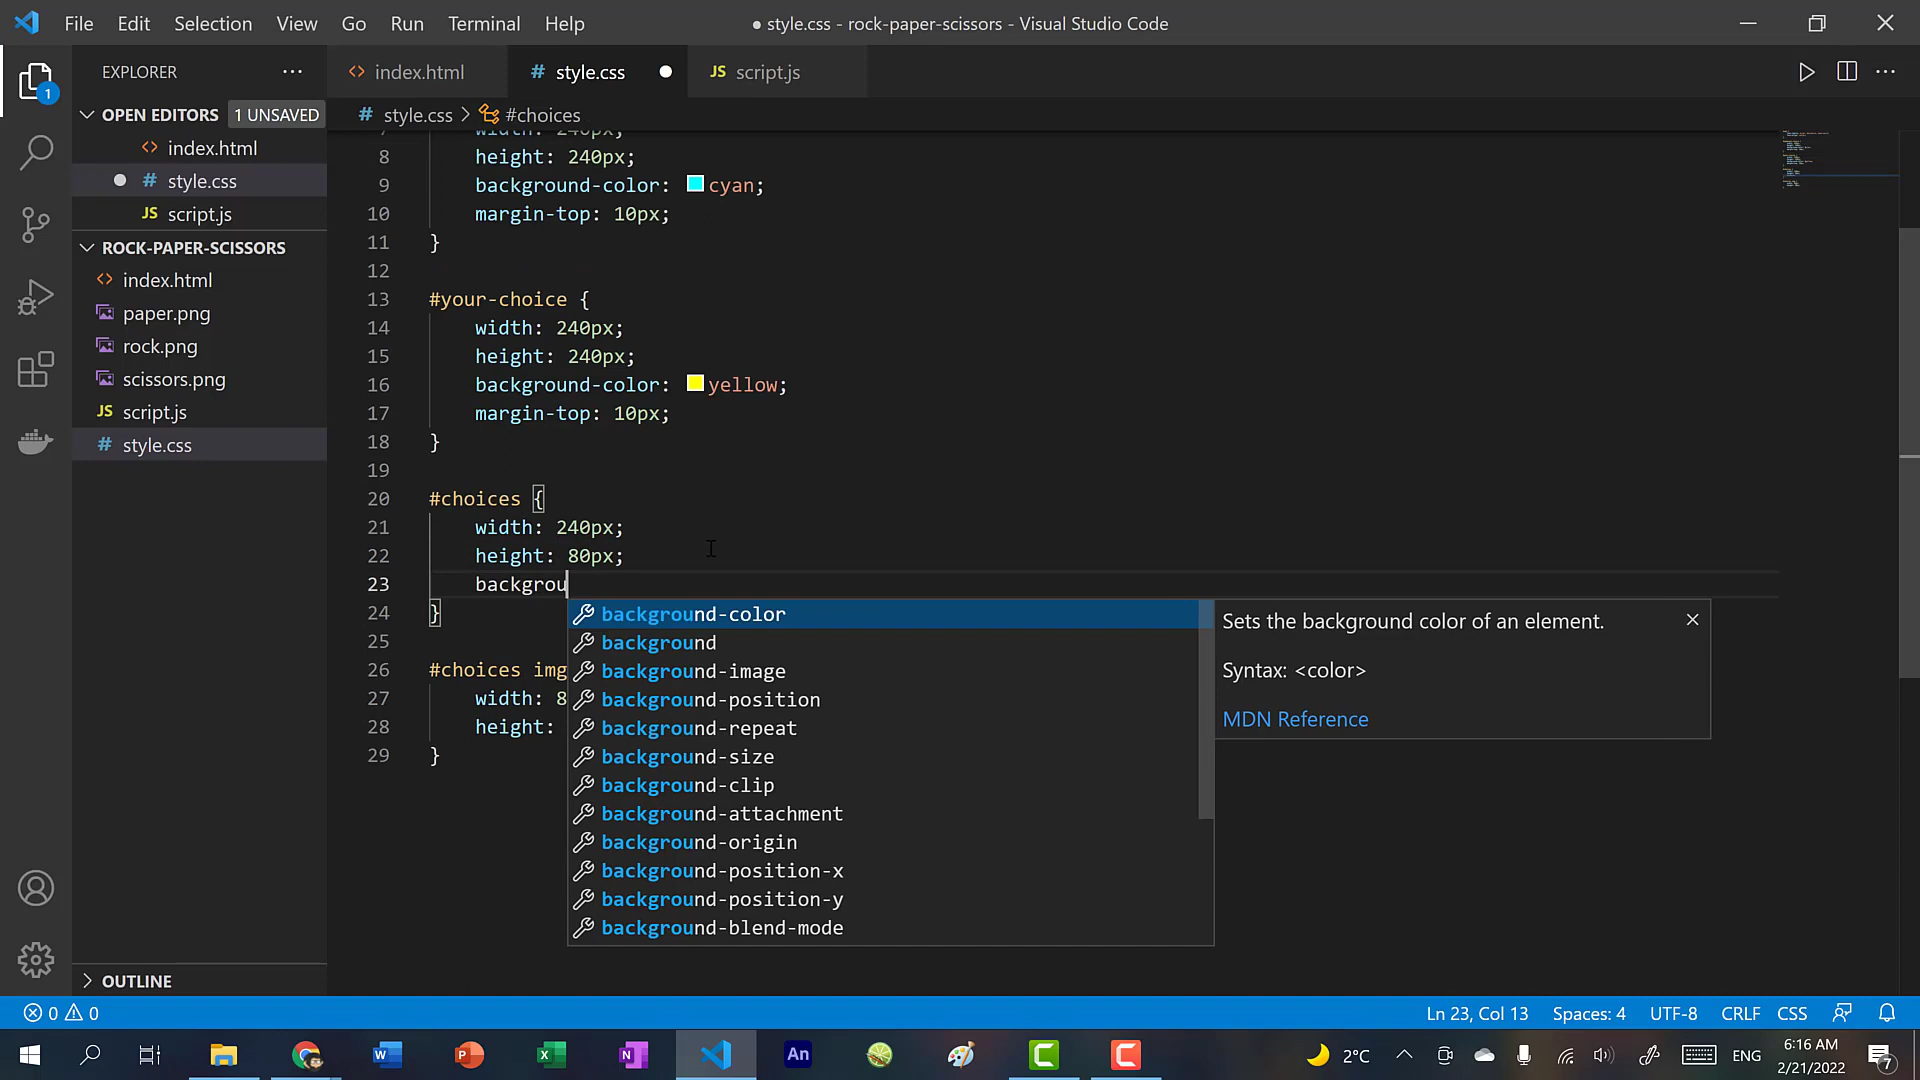 File Edit Selection View Go Run Terminal Help
● style.css - rock-paper-scissors - Visual Studio Code
EXPLORER
1
OPEN EDITORS 1 UNSAVED
<> index.html
# style.css
JS script.js
ROCK-PAPER-SCISSORS
<> index.html
paper.png
rock.png
scissors.png
JS script.js
# style.css
OUTLINE
<> index.html
# style.css
JS script.js
# style.css > #choices
7 width: 240px;
8 height: 240px;
9 background-color: cyan;
10 margin-top: 10px;
11 }
12
13 #your-choice {
14 width: 240px;
15 height: 240px;
16 background-color: yellow;
17 margin-top: 10px;
18 }
19
20 #choices {
21 width: 240px;
22 height: 80px;
23 backgrou
24 }
25
26 #choices img
27 width: 8
28 height:
29 }
background-color
background
background-image
background-position
background-repeat
background-size
background-clip
background-attachment
background-origin
background-position-x
background-position-y
background-blend-mode
Sets the background color of an element.
Syntax: <color>
MDN Reference
0 0
Ln 23, Col 13 Spaces: 4 UTF-8 CRLF CSS
An
2°C
ENG
6:16 AM
2/21/2022
7